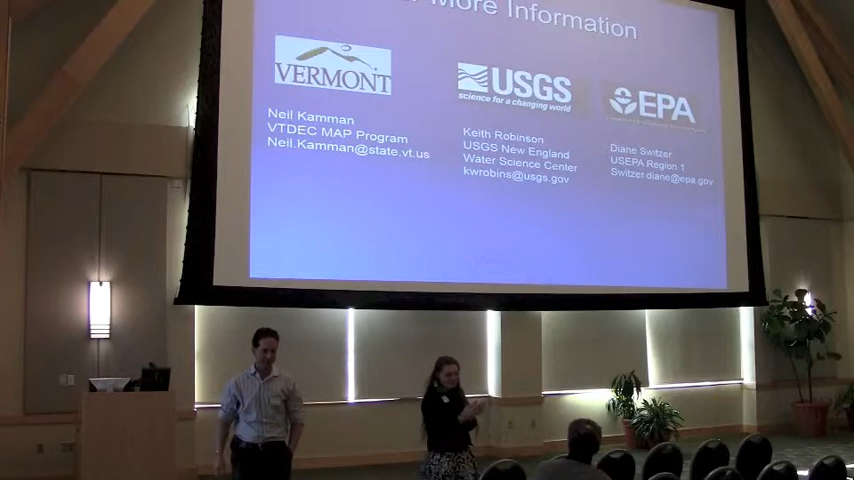 More Information
VERMONT
Neil Kamman
VTDEC MAP Program
Neil.Kamman@state.vt.us
USGS
science for a changing world
Keith Robinson
USGS New England
Water Science Center
kwrobins@usgs.gov
EPA
Diane Switzer
USEPA Region 1
Switzer.diane@epa.gov